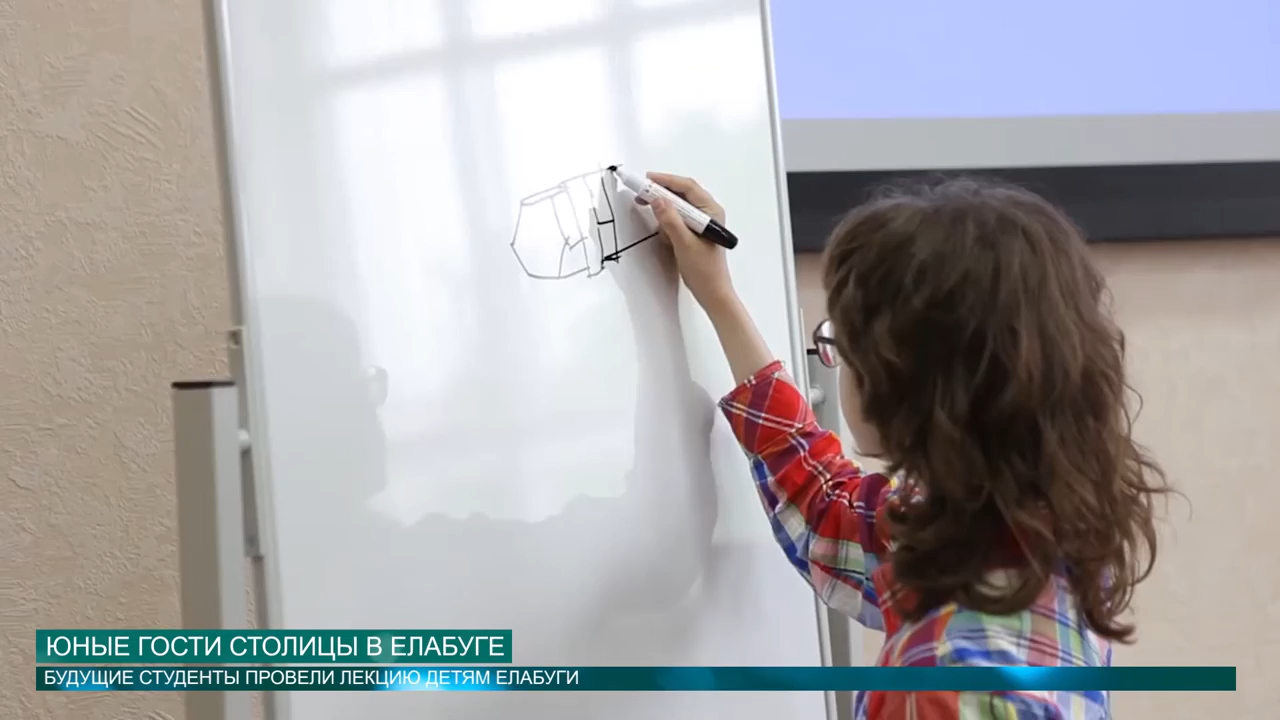 ЮНЫЕ ГОСТИ СТОЛИЦЫ В ЕЛАБУГЕ
БУДУЩИЕ СТУДЕНТЫ ПРОВЕЛИ ЛЕКЦИЮ ДЕТЯМ ЕЛАБУГИ